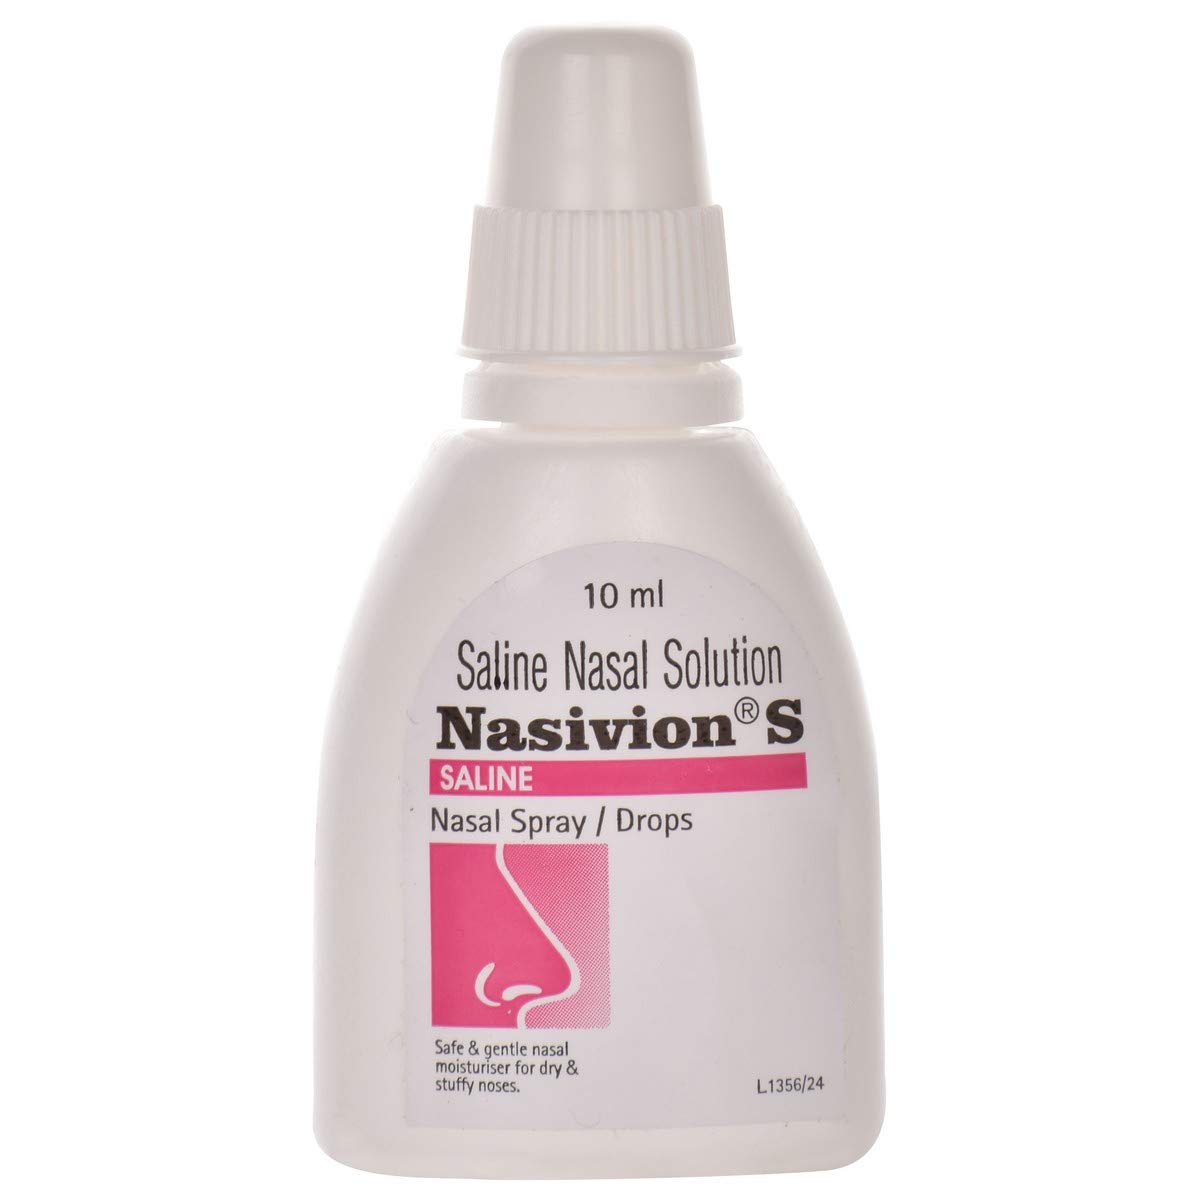 10 ml
Saline Nasal Solution
Nasivion® S
SALINE
Nasal Spray / Drops
Safe & gentle nasal
moisturiser for dry &
stuffy noses.
L1356/24